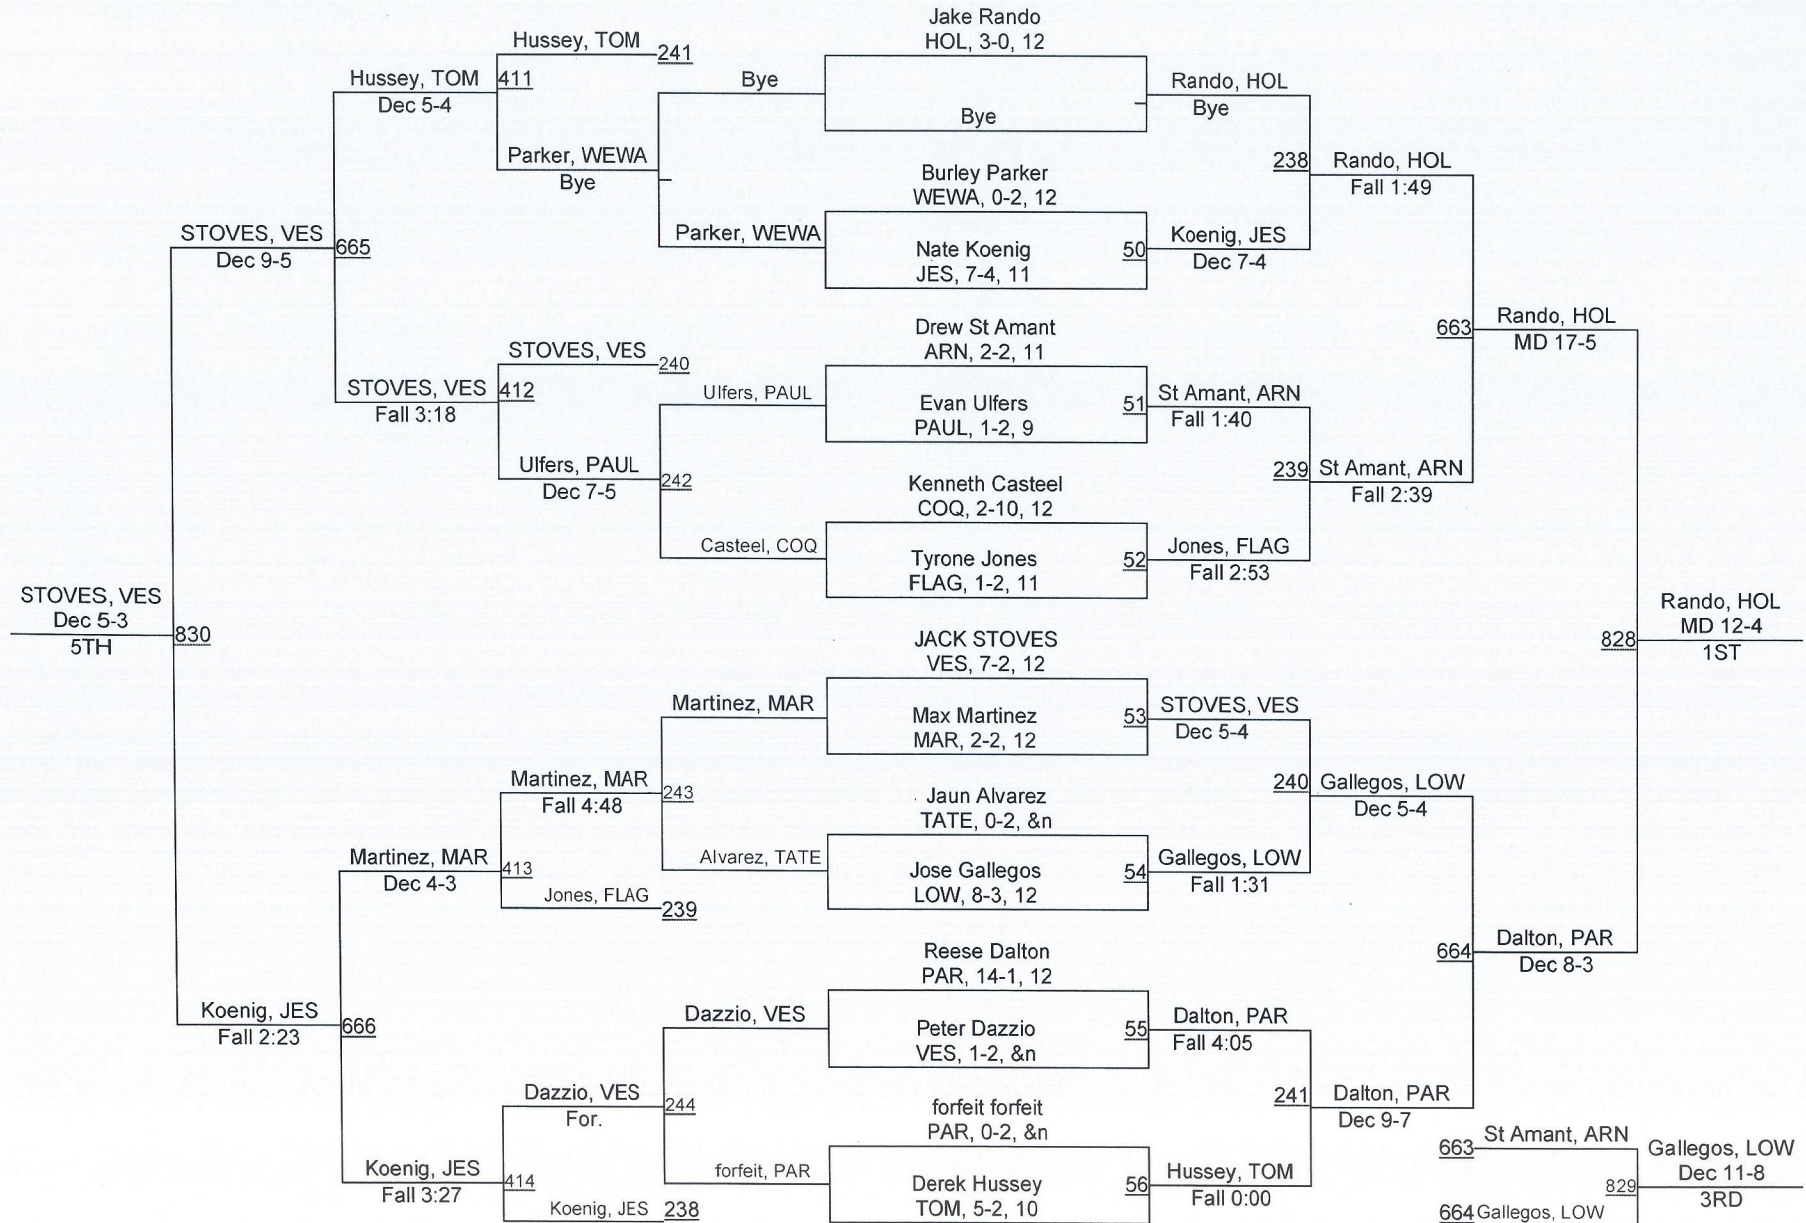 Jake Rando
HOL, 3-0, 12
Bye
Burley Parker
WEWA, 0-2, 12
Nate Koenig
JES, 7-4, 11
50
Drew St Amant
ARN, 2-2, 11
Evan Ulfers
PAUL, 1-2, 9
51
Kenneth Casteel
COQ, 2-10, 12
Tyrone Jones
FLAG, 1-2, 11
52
JACK STOVES
VES, 7-2, 12
Max Martinez
MAR, 2-2, 12
53
Jaun Alvarez
TATE, 0-2, &n
Jose Gallegos
LOW, 8-3, 12
54
Reese Dalton
PAR, 14-1, 12
Peter Dazzio
VES, 1-2, &n
55
forfeit forfeit
PAR, 0-2, &n
Derek Hussey
TOM, 5-2, 10
56
Rando, HOL
Bye
238
Koenig, JES
Dec 7-4
St Amant, ARN
Fall 1:40
239
Jones, FLAG
Fall 2:53
STOVES, VES
Dec 5-4
240
Gallegos, LOW
Fall 1:31
Dalton, PAR
Fall 4:05
241
Hussey, TOM
Fall 0:00
Rando, HOL
Fall 1:49
663
St Amant, ARN
Fall 2:39
Gallegos, LOW
Dec 5-4
664
Dalton, PAR
Dec 9-7
Rando, HOL
MD 17-5
828
Dalton, PAR
Dec 8-3
Rando, HOL
MD 12-4
1ST
663
St Amant, ARN
829
664
Gallegos, LOW
Gallegos, LOW
Dec 11-8
3RD
Bye
Parker, WEWA
Ulfers, PAUL
242
Casteel, COQ
Martinez, MAR
243
Alvarez, TATE
Dazzio, VES
244
forfeit, PAR
Hussey, TOM
241
411
Parker, WEWA
Bye
STOVES, VES
240
412
Ulfers, PAUL
Dec 7-5
Martinez, MAR
Fall 4:48
413
Jones, FLAG
239
Dazzio, VES
For.
414
Koenig, JES
238
Hussey, TOM
Dec 5-4
665
STOVES, VES
Fall 3:18
Martinez, MAR
Dec 4-3
666
Koenig, JES
Fall 3:27
STOVES, VES
Dec 9-5
830
Koenig, JES
Fall 2:23
STOVES, VES
Dec 5-3
5TH